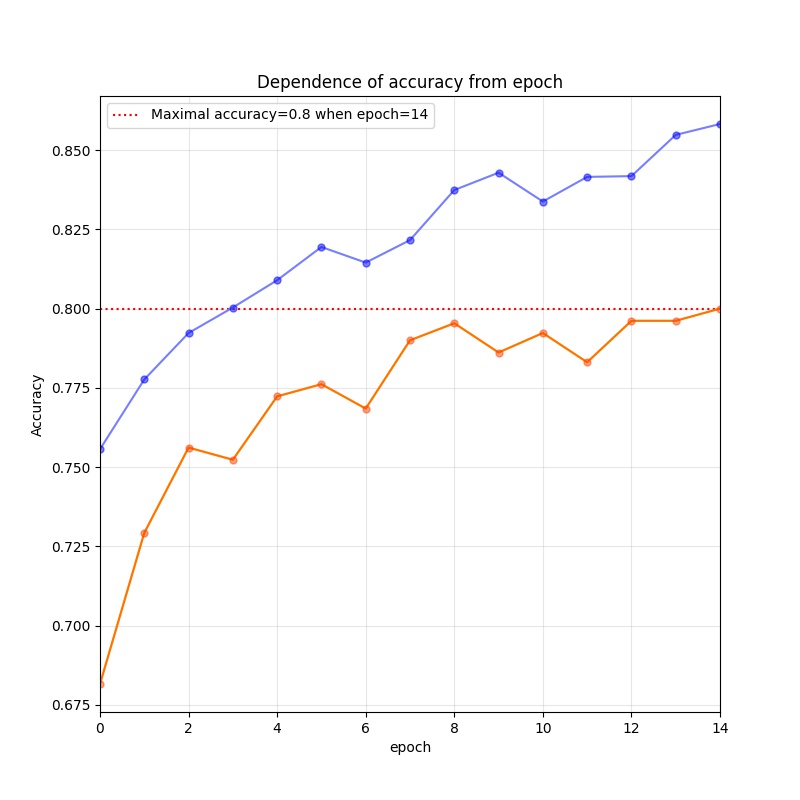 Dependence of accuracy from epoch
Maximal accuracy=0.8 when epoch=14
0.850
0.825
0.800
0.775
0.750
0.725
0.700
0.675
Accuracy
0 2 4 6 8 10 12 14
epoch